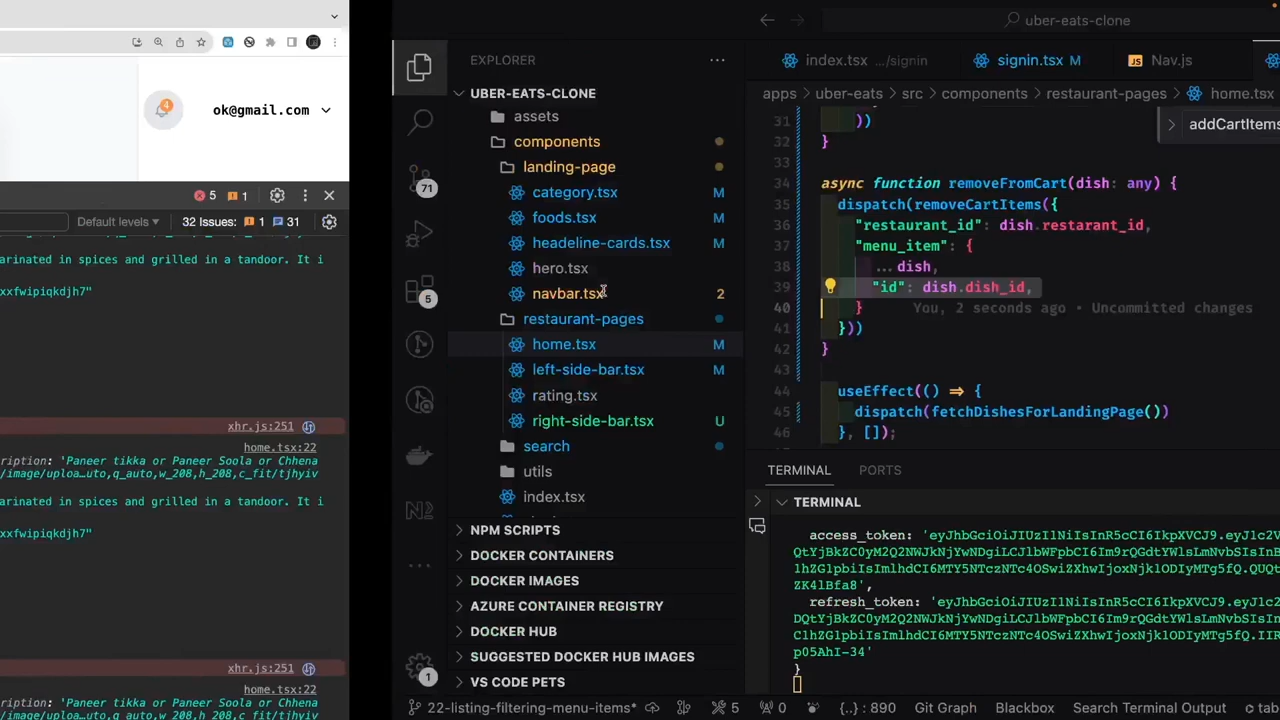 4
ok@gmail.com
5
1
Default levels
32 Issues:
1
31
arinated in spices and grilled in a tandoor. It i
xxfwipiqkdjh7"
xhr.js:251
home.tsx:22
ription: 'Paneer tikka or Paneer Soola or Chhena
/image/uploa…uto,q_auto,w_208,h_208,c_fit/tjhyiv
arinated in spices and grilled in a tandoor. It i
xxfwipiqkdjh7"
xhr.js:251
home.tsx:22
ription: 'Paneer tikka or Paneer Soola or Chhena
uber-eats-clone
EXPLORER
UBER-EATS-CLONE
assets
components
landing-page
category.tsx M
foods.tsx
headeline-cards.tsx M
hero.tsx
navbar.tsx 2
restaurant-pages
home.tsx M
left-side-bar.tsx M
rating.tsx
right-side-bar.tsx U
search
utils
index.tsx
NPM SCRIPTS
DOCKER CONTAINERS
DOCKER IMAGES
AZURE CONTAINER REGISTRY
DOCKER HUB
SUGGESTED DOCKER HUB IMAGES
VS CODE PETS
71
5
1
index.tsx .../signin
signin.tsx M
Nav.js
apps > uber-eats > src > components > restaurant-pages > home.tsx
addCartItems
31 ))
32 }
33
34 async function removeFromCart(dish: any) {
35 dispatch(removeCartItems({
36 "restaurant_id": dish.restarant_id,
37 "menu_item": {
38 ...dish,
39 "id": dish.dish_id,
40 } You, 2 seconds ago • Uncommitted changes
41 }))
42 }
43
44 useEffect(() => {
45 dispatch(fetchDishesForLandingPage())
46 }, []);
TERMINAL PORTS
TERMINAL
ZK4lBfa8',
p05AhI-34'
}
22-listing-filtering-menu-items* 5 0 {..} : 890 Git Graph Blackbox Search Terminal Output